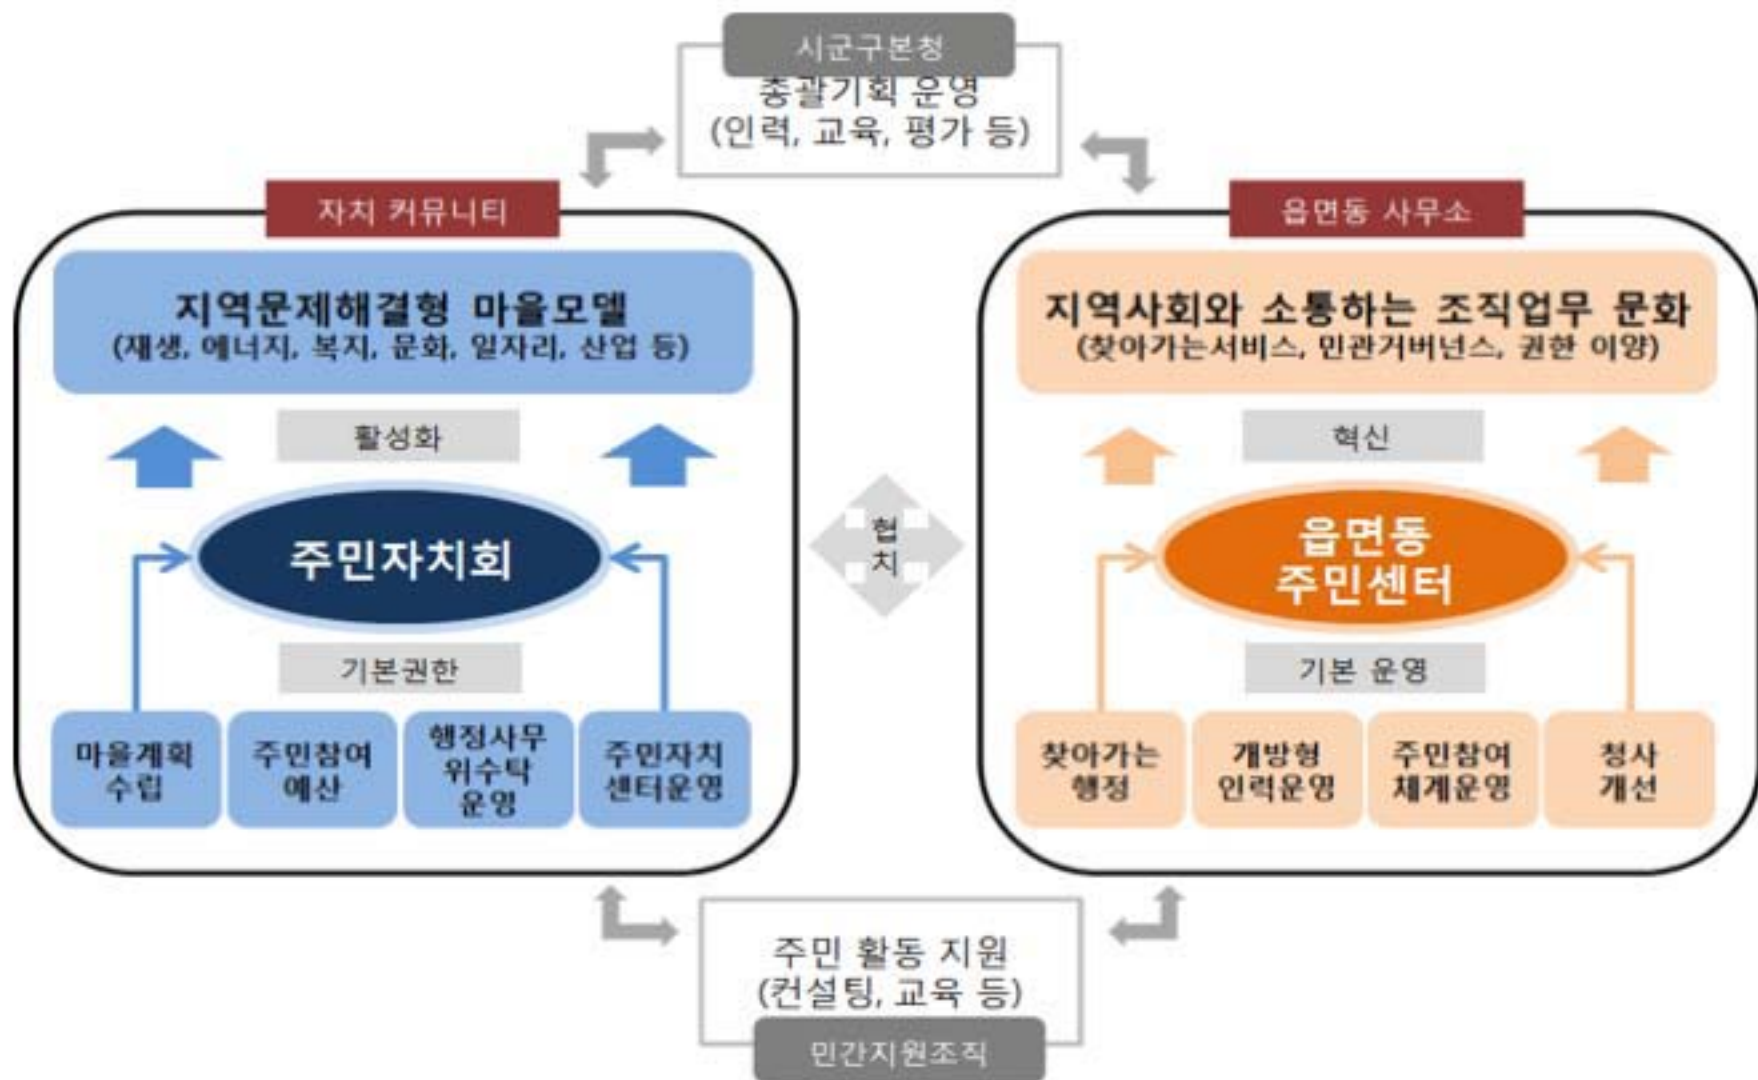 시군구본청
총괄기획 운영
(인력, 교육, 평가 등)
자치 커뮤니티
지역문제해결형 마을모델
(재생, 에너지, 복지, 문화, 일자리, 산업 등)
활성화
주민자치회
기본권한
마을계획
수립
주민참여
예산
행정사무
위수탁
운영
주민자치
센터운영
협
치
읍면동 사무소
지역사회와 소통하는 조직업무 문화
(찾아가는서비스, 민관거버넌스, 권한 이양)
혁신
읍면동
주민센터
기본 운영
찾아가는
행정
개방형
인력운영
주민참여
체계운영
청사
개선
주민 활동 지원
(컨설팅, 교육 등)
민간지원조직